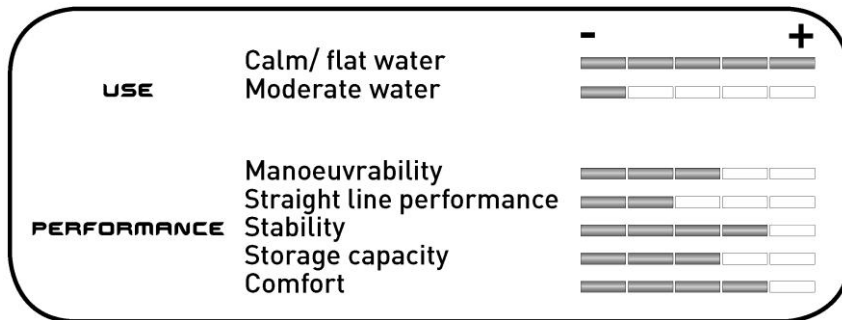 - +
Calm/ flat water
USE Moderate water
Manoeuvrability
Straight line performance
PERFORMANCE Stability
Storage capacity
Comfort